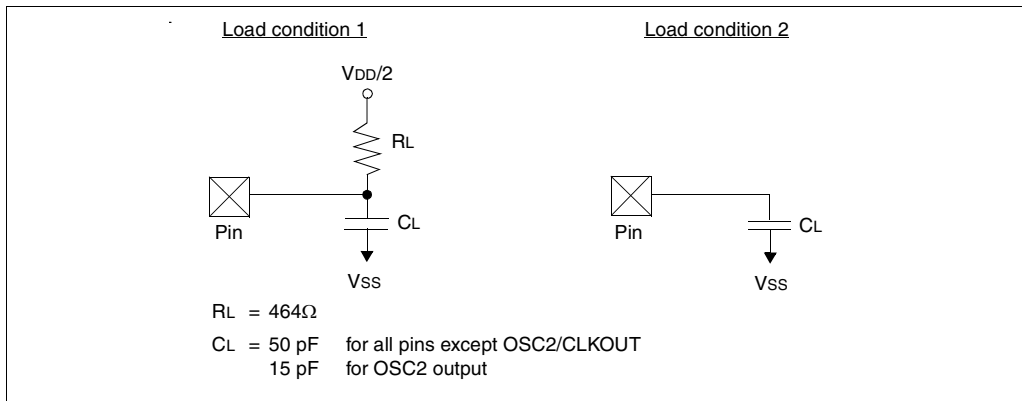 Load condition 1
Load condition 2
VDD/2
RL
Pin
CL
VSS
Pin
CL
VSS
RL = 464Ω
CL = 50 pF for all pins except OSC2/CLKOUT
15 pF for OSC2 output